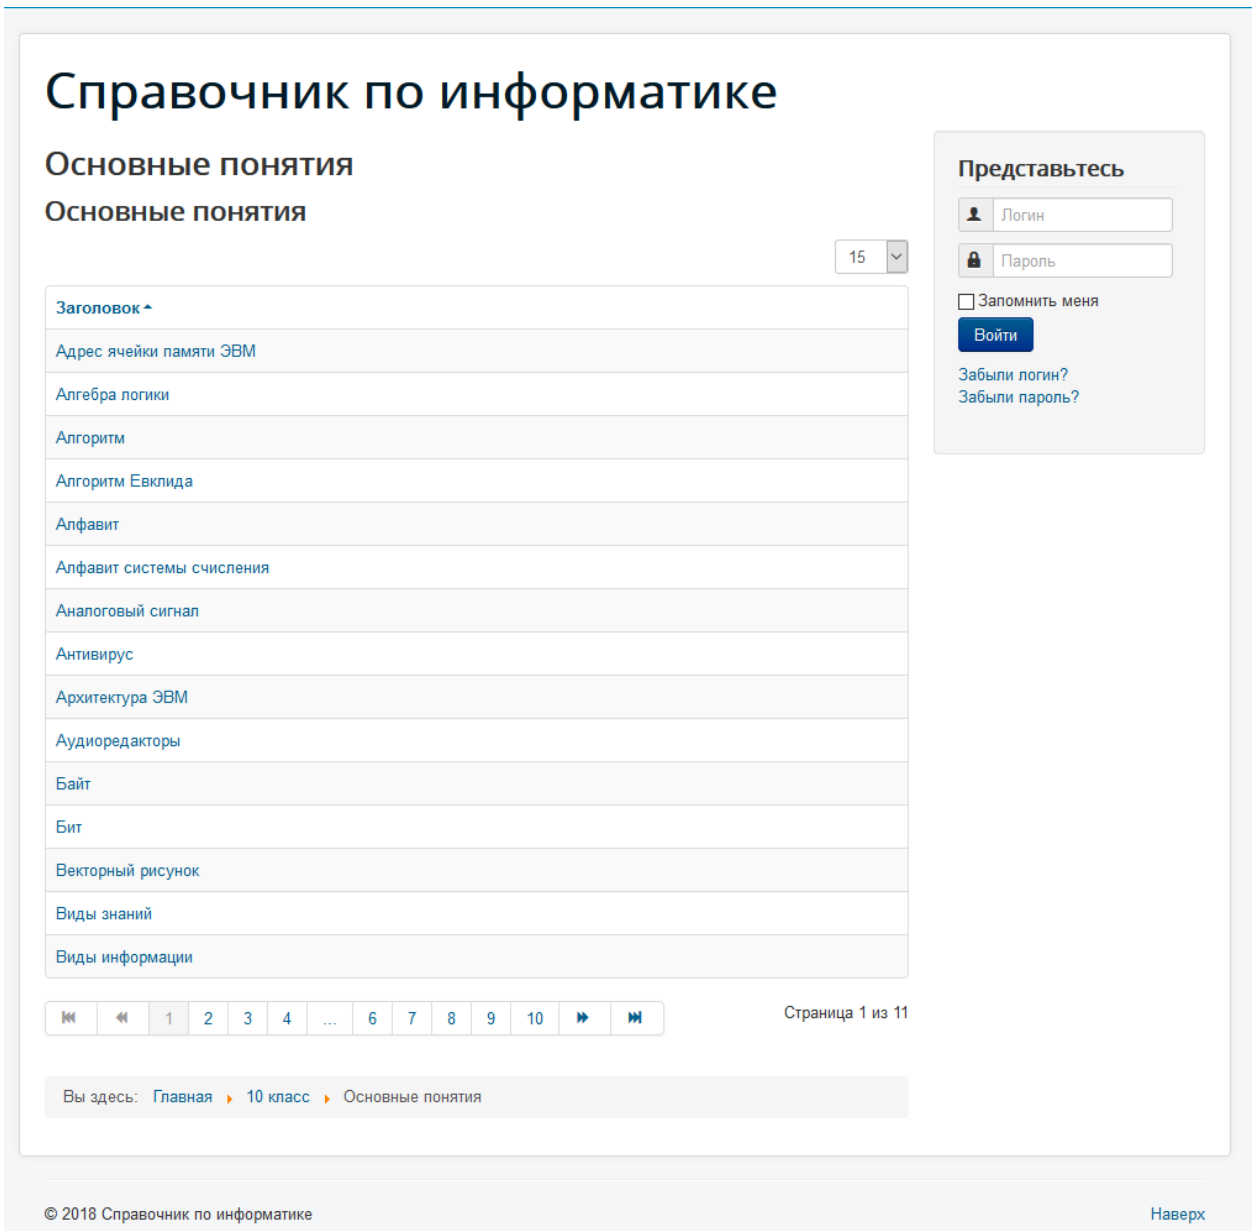 Справочник по информатике
Основные понятия
Основные понятия
15
Заголовок
Адрес ячейки памяти ЭВМ
Алгебра логики
Алгоритм
Алгоритм Евклида
Алфавит
Алфавит системы счисления
Аналоговый сигнал
Антивирус
Архитектура ЭВМ
Аудиоредакторы
Байт
Бит
Векторный рисунок
Виды знаний
Виды информации
1 2 3 4 ... 6 7 8 9 10
Страница 1 из 11
Вы здесь: Главная 10 класс Основные понятия
Представьтесь
Логин
Пароль
Запомнить меня
Войти
Забыли логин?
Забыли пароль?
© 2018 Справочник по информатике
Наверх